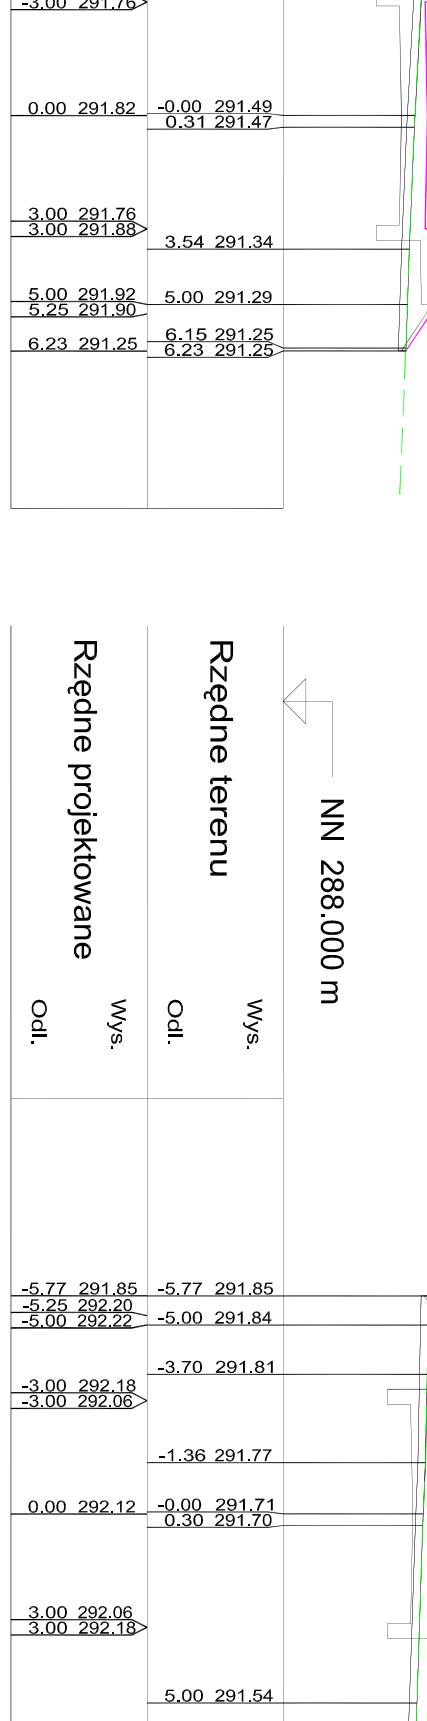 -3.00 291.76
0.00 291.82 -0.00 291.49
0.31 291.47
3.00 291.76
3.00 291.88
3.54 291.34
5.00 291.92 5.00 291.29
5.25 291.90
6.15 291.25
6.23 291.25 6.23 291.25
NN 288.000 m
Rzędne terenu
Wys.
Odl.
Rzędne projektowane
Wys.
Odl.
-5.77 291.85 -5.77 291.85
-5.25 292.20
-5.00 292.22 -5.00 291.84
-3.70 291.81
-3.00 292.18
-3.00 292.06
-1.36 291.77
0.00 292.12 -0.00 291.71
0.30 291.70
3.00 292.06
3.00 292.18
5.00 291.54